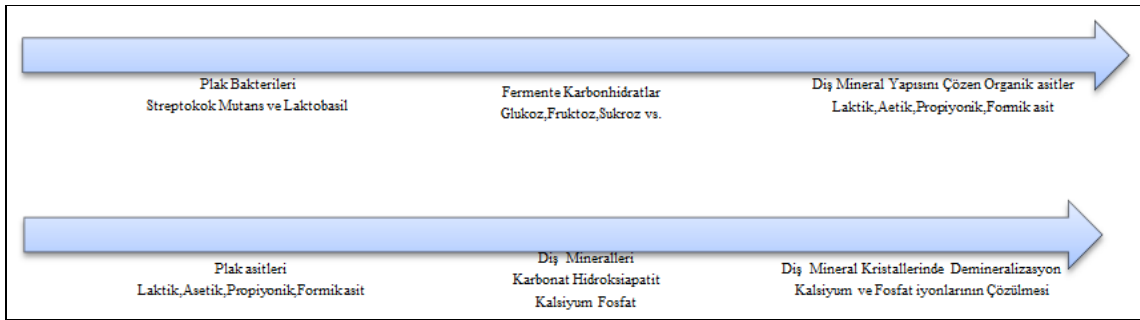 Plak Bakterileri
Streptokok Mutans ve Laktobasil
Fermente Karbonhidratlar
Glukoz,Fruktoz,Sukroz vs.
Diş Mineral Yapısını Çözen Organik asitler
Laktik,Aetik,Propiyonik,Formik asit
Plak asitleri
Laktik,Asetik,Propiyonik,Formik asit
Diş Mineralleri
Karbonat Hidroksiapatit
Kalsiyum Fosfat
Diş Mineral Kristallerinde Demineralizasyon
Kalsiyum ve Fosfat iyonlarının Çözülmesi